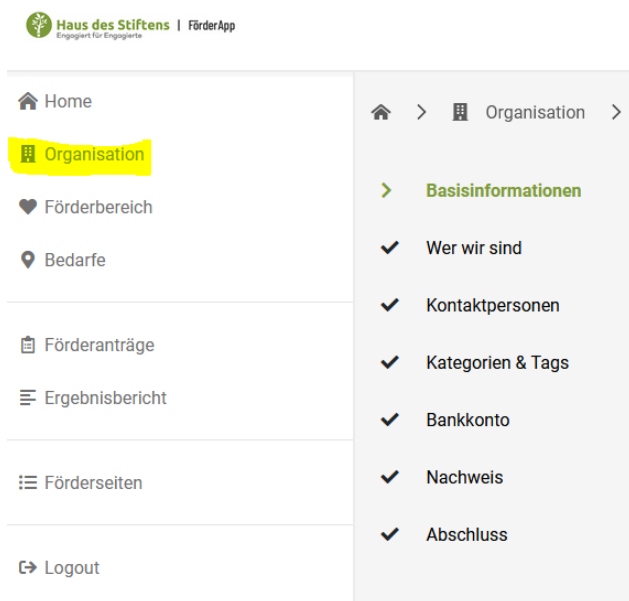 Haus des Stiftens | FörderApp
Engagiert für Engagierte
Home
Organisation
Förderbereich
Bedarfe
Förderanträge
Ergebnisbericht
Förderseiten
Logout
> Organisation >
Basisinformationen
Wer wir sind
Kontaktpersonen
Kategorien & Tags
Bankkonto
Nachweis
Abschluss